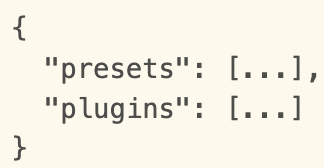 {
  "presets": [...],
  "plugins": [...]
}